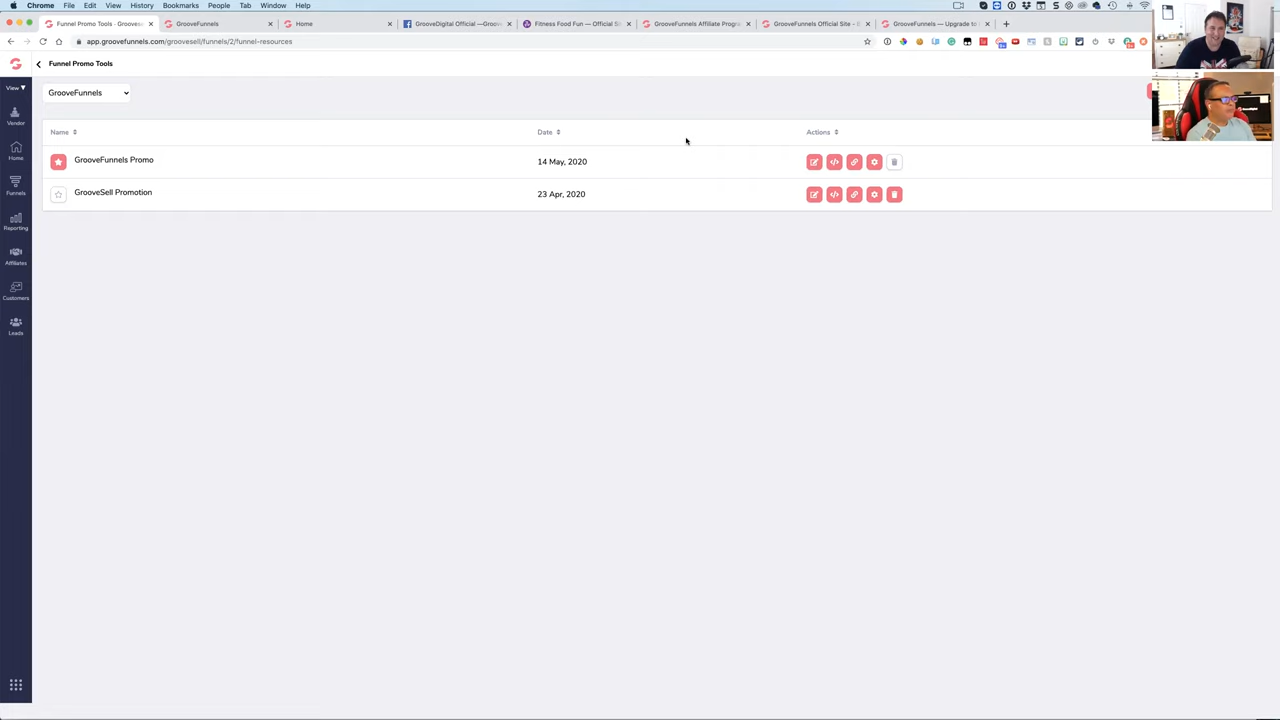 Chrome File Edit View History Bookmarks People Tab Window Help
Funnel Promo Tools - Groovese
GrooveFunnels
Home
GrooveDigital Official —Groov
Fitness Food Fun — Official Si
GrooveFunnels Affiliate Progra
GrooveFunnels Official Site - B
GrooveFunnels — Upgrade to
app.groovefunnels.com/groovesell/funnels/2/funnel-resources
Funnel Promo Tools
View
GrooveFunnels
Vendor
Name Date Actions
Home
GrooveFunnels Promo 14 May, 2020
Funnels
GrooveSell Promotion 23 Apr, 2020
Reporting
Affiliates
Customers
Leads